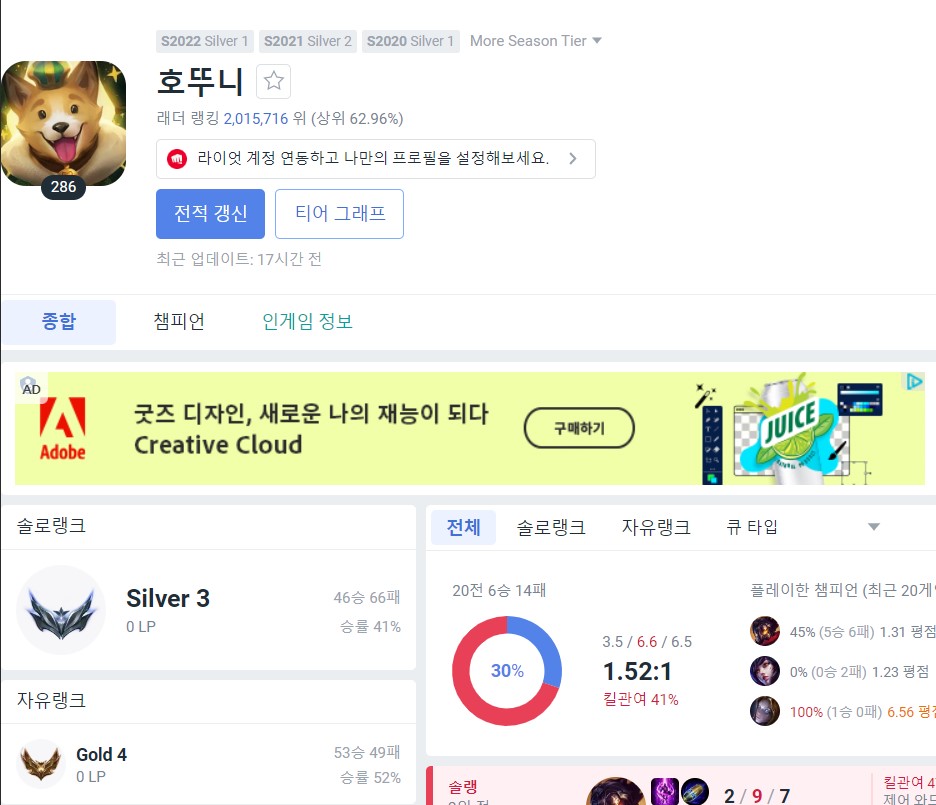 S2022 Silver 1 S2021 Silver 2 S2020 Silver 1 More Season Tier
호뚜니
래더 랭킹 2,015,716 위 (상위 62.96%)
라이엇 계정 연동하고 나만의 프로필을 설정해보세요.
286
전적 갱신 티어 그래프
최근 업데이트: 17시간 전
종합 챔피언 인게임 정보
AD
Adobe
굿즈 디자인, 새로운 나의 재능이 되다
Creative Cloud
구매하기
JUICE
솔로랭크
Silver 3
0 LP
46승 66패
승률 41%
자유랭크
Gold 4
0 LP
53승 49패
승률 52%
전체 솔로랭크 자유랭크 큐 타입
20전 6승 14패
30%
3.5 / 6.6 / 6.5
1.52:1
킬관여 41%
플레이한 챔피언 (최근 20게
45% (5승 6패) 1.31 평점
0% (0승 2패) 1.23 평점
100% (1승 0패) 6.56 평
솔랭
2 / 9 / 7
킬관여 4
제어 와드